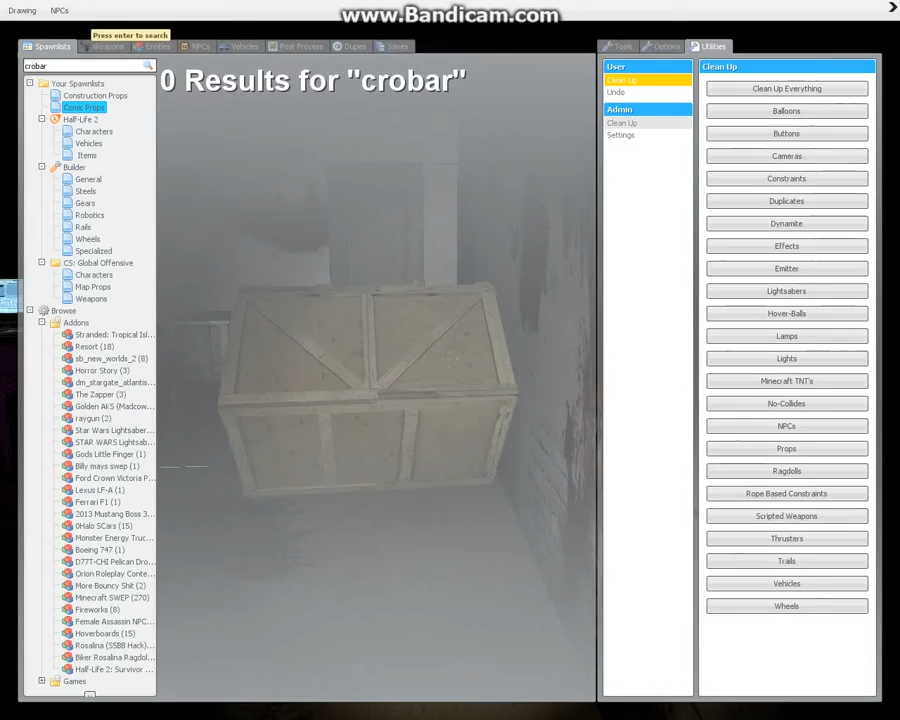 Drawing NPCs
www.Bandicam.com
Press enter to search
Spawnlists Weapons Entities NPCs Vehicles Post Process Dupes Saves
Tools Options Utilities
crobar
0 Results for "crobar"
Your Spawnlists
Construction Props
Comic Props
Half-Life 2
Characters
Vehicles
Items
Builder
General
Steels
Gears
Robotics
Rails
Wheels
Specialized
CS: Global Offensive
Characters
Map Props
Weapons
Browse
Addons
Stranded: Tropical Isl...
Resort (18)
sb_new_worlds_2 (8)
Horror Story (3)
dm_stargate_atlantis...
The Zapper (3)
Golden AKS (Madcow...
raygun (2)
Star Wars Lightsaber...
STAR WARS Lightsab...
Gods Little Finger (1)
Billy mays swep (1)
Ford Crown Victoria P...
Lexus LF-A (1)
Ferrari F1 (1)
2013 Mustang Boss 3...
0Halo SCars (15)
Monster Energy Truc...
Boeing 747 (1)
D77T-CHI Pelican Dro...
Orion Roleplay Conte...
More Bouncy Shit (2)
Minecraft SWEP (270)
Fireworks (8)
Female Assassin NPC...
Hoverboards (15)
Rosalina (SSBB Hack)...
Biker Rosalina Ragdol...
Half-Life 2: Survivor ...
Games
User
Clean Up
Undo
Admin
Clean Up
Settings
Clean Up
Clean Up Everything
Balloons
Buttons
Cameras
Constraints
Duplicates
Dynamite
Effects
Emitter
Lightsabers
Hover-Balls
Lamps
Lights
Minecraft TNT's
No-Collides
NPCs
Props
Ragdolls
Rope Based Constraints
Scripted Weapons
Thrusters
Trails
Vehicles
Wheels